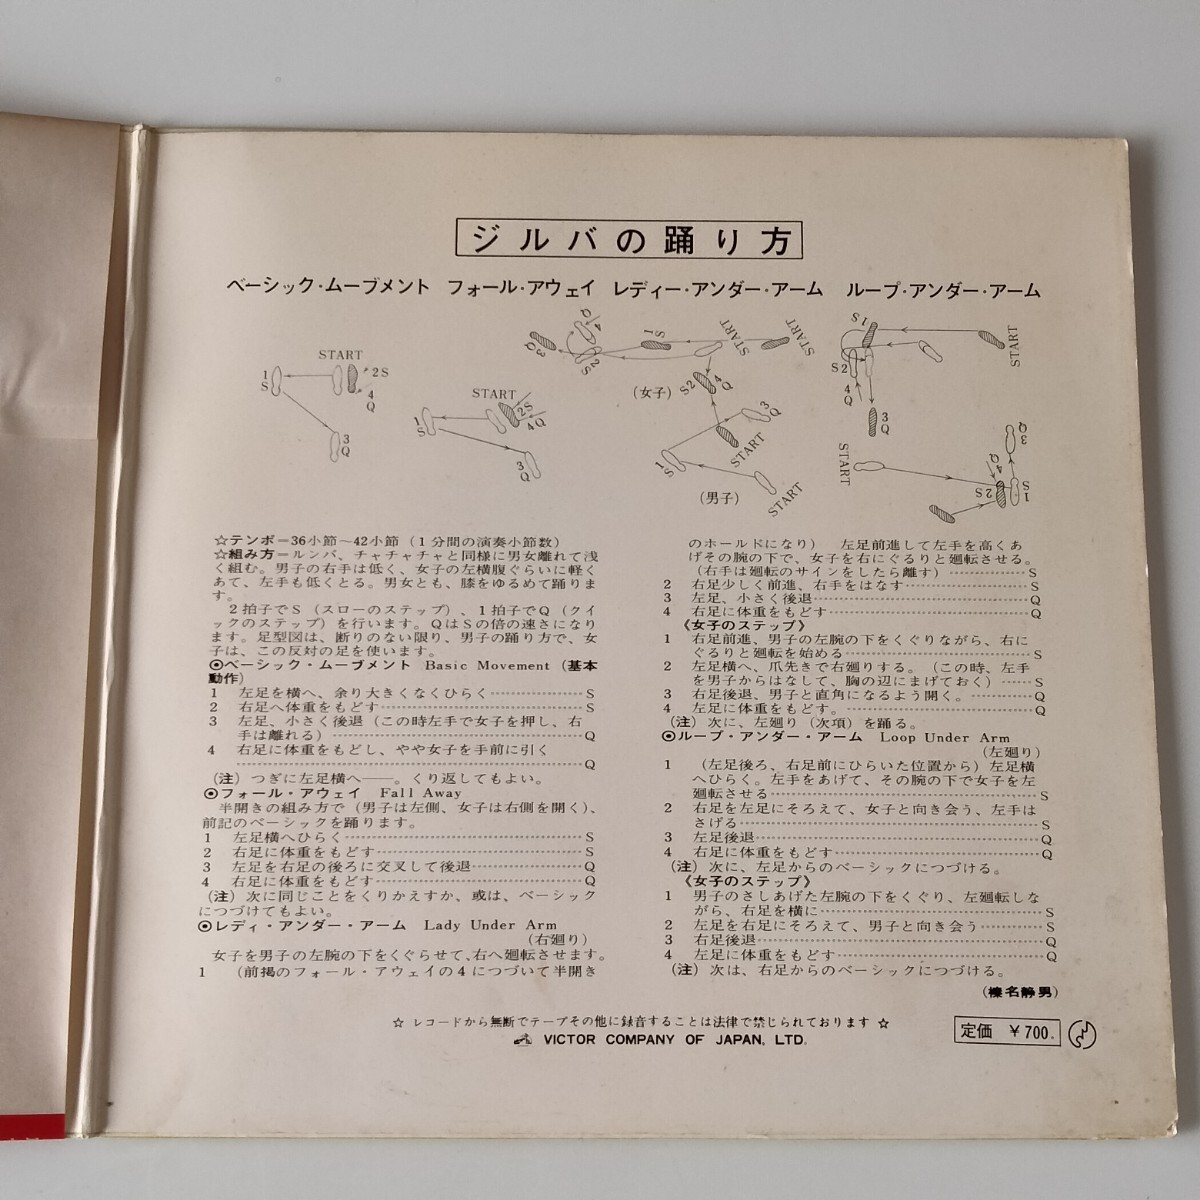 ジルバの踊り方
ベーシック・ムーブメント フォール・アウェイ レディー・アンダー・アーム ループ・アンダー・アーム
START
1
S
2S
4
Q
3
Q
START
1
S
2S
4Q
3
Q
3
Q
4
Q
2
S
1
S
START
START
(女子)
S2
4
Q
3
Q
START
1
S
START
(男子)
S1
START
S2
4
Q
3
Q
START
3
Q
4
Q
2S
S
1
☆テンポ=36小節〜42小節(1分間の演奏小節数)
☆組み方=ルンバ、チャチャチャと同様に男女離れて浅
く組む。男子の右手は低く、女子の左横腹ぐらいに軽く
あて、左手も低くとる。男女とも、膝をゆるめて踊りま
す。
2拍子でS(スローのステップ)、1拍子でQ(クイ
ックのステップ)を行います。QはSの倍の速さになり
ます。足型図は、断りのない限り、男子の踊り方で、女
子は、この反対の足を使います。
◉ベーシック・ムーブメント Basic Movement(基本
動作)
1 左足を横へ、余り大きくなくひらく………………S
2 右足へ体重をもどす………………S
3 左足、小さく後退(この時左手で女子を押し、右
手は離れる)………………Q
4 右足に体重をもどし、やや女子を手前に引く
………………Q
(注)つぎに左足横へ——。くり返してもよい。
◉フォール・アウェイ Fall Away
半開きの組み方で(男子は左側、女子は右側を開く)、
前記のベーシックを踊ります。
1 左足横へひらく………………S
2 右足に体重をもどす………………S
3 左足を右足の後ろに交叉して後退………………Q
4 右足に体重をもどす………………Q
(注)次に同じことをくりかえすか、或は、ベーシック
につづけてもよい。
◉レディ・アンダー・アーム Lady Under Arm
(右廻り)
女子を男子の左腕の下をくぐらせて、右へ廻転させます。
1 (前掲のフォール・アウェイの4につづいて半開き
のホールドになり) 左足前進して左手を高くあ
げその腕の下で、女子を右にぐるりと廻転させる。
(右手は廻転のサインをしたら離す)………………S
2 右足少しく前進、右手をはなす………………S
3 左足、小さく後退………………Q
4 右足に体重をもどす………………Q
《女子のステップ》
1 右足前進、男子の左腕の下をくぐりながら、右に
ぐるりと廻転を始める………………S
2 左足横へ、爪先きで右廻りする。(この時、左手
を男子からはなして、胸の辺にまげておく)……S
3 右足後退、男子と直角になるよう開く。………………Q
4 左足に体重をもどす。………………Q
(注)次に、左廻り(次項)を踊る。
◉ループ・アンダー・アーム Loop Under Arm
(左廻り)
1 (左足後ろ、右足前にひらいた位置から)左足横
へひらく。左手をあげて、その腕の下で女子を左
廻転させる………………S
2 右足を左足にそろえて、女子と向き会う、左手は
さげる………………S
3 左足後退………………Q
4 右足に体重をもどす………………Q
(注)次に、左足からのベーシックにつづける。
《女子のステップ》
1 男子のさしあげた左腕の下をくぐり、左廻転しな
がら、右足を横に………………S
2 左足を右足にそろえて、男子と向き会う………………S
3 右足後退………………Q
4 左足に体重をもどす………………Q
(注)次は、右足からのベーシックにつづける。
(榛名静男)
☆ レコードから無断でテープその他に録音することは法律で禁じられております ☆
VICTOR COMPANY OF JAPAN, LTD.
定価 ¥700.